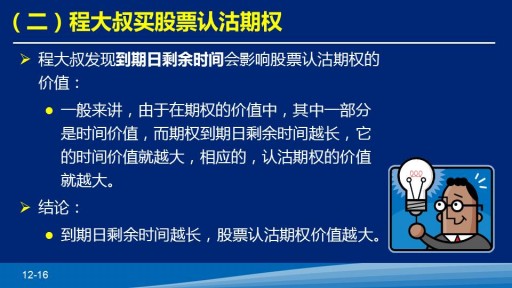 （二）程大叔买股票认沽期权
程大叔发现到期日剩余时间会影响股票认沽期权的
价值：
一般来讲，由于在期权的价值中，其中一部分
是时间价值，而期权到期日剩余时间越长，它
的时间价值就越大，相应的，认沽期权的价值
就越大。
结论：
到期日剩余时间越长，股票认沽期权价值越大。
12-16